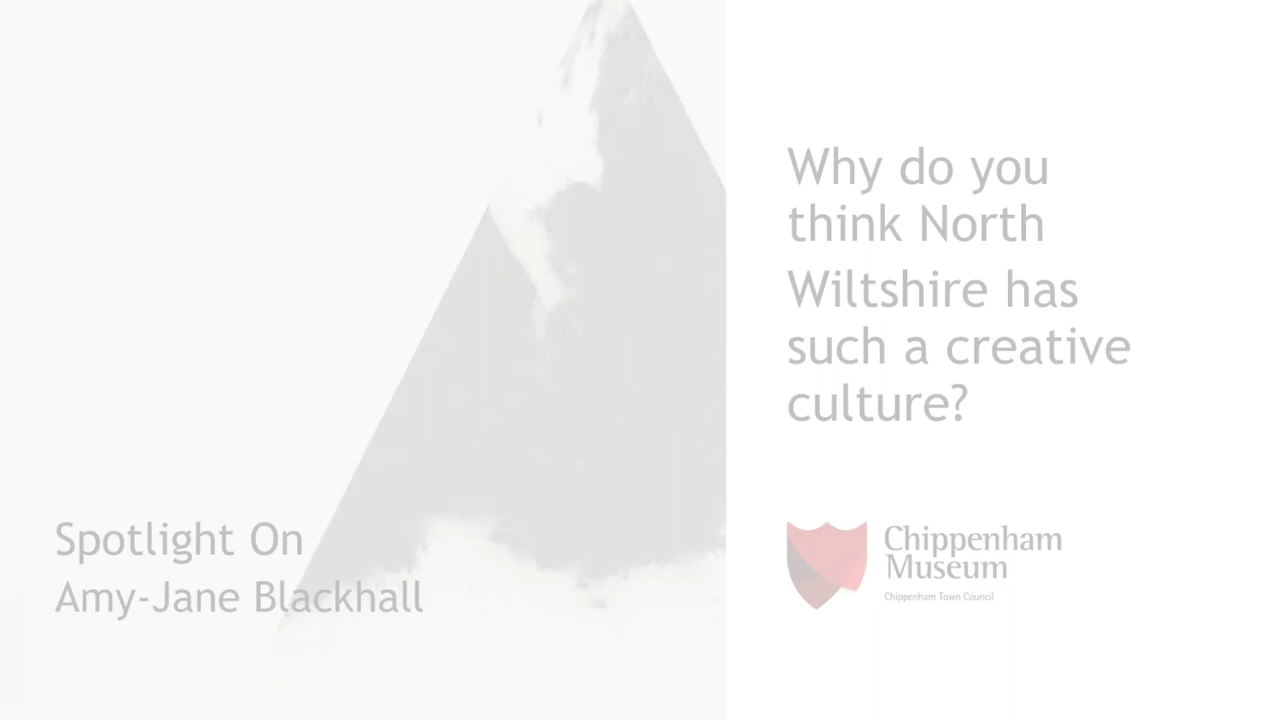 Why do you
think North
Wiltshire has
such a creative
culture?
Spotlight On
Amy-Jane Blackhall
Chippenham
Museum
Chippenham Town Council